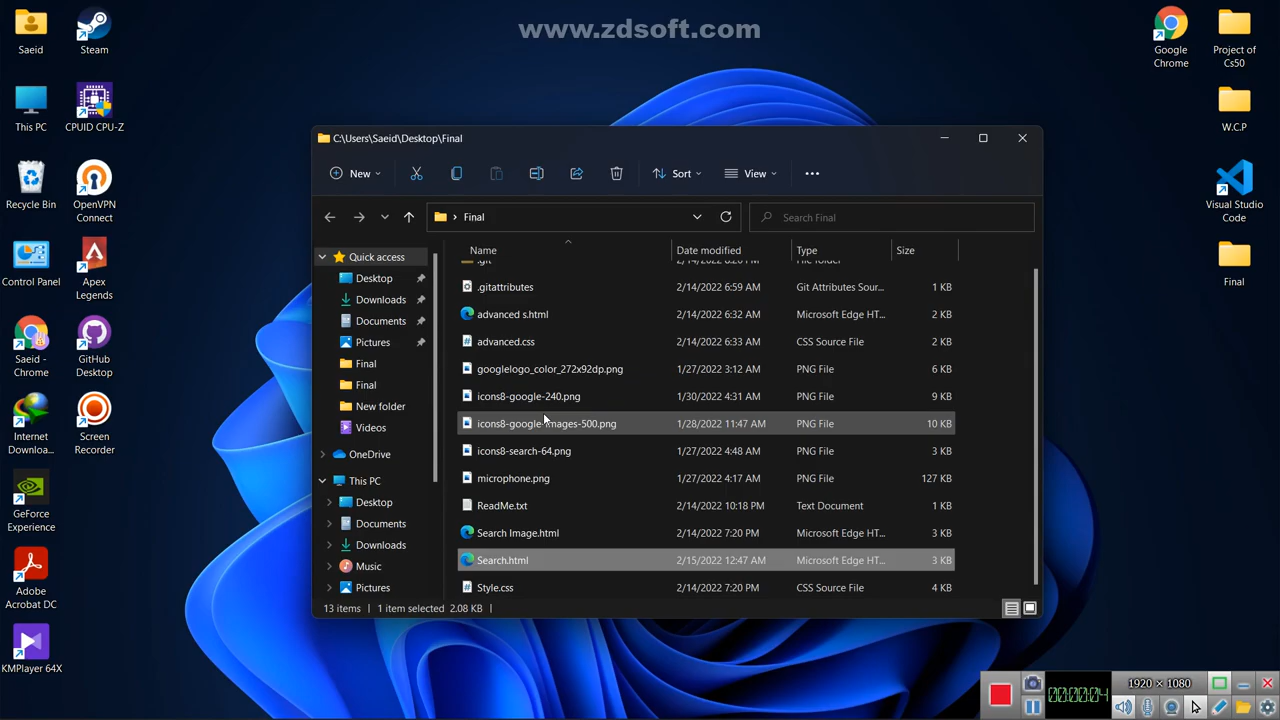 www.zdsoft.com
Saeid
Steam
Google Chrome
Project of Cs50
This PC
CPUID CPU-Z
W.C.P
Recycle Bin
OpenVPN Connect
Visual Studio Code
Control Panel
Apex Legends
Final
Saeid - Chrome
GitHub Desktop
Internet Downloa...
Screen Recorder
GeForce Experience
Adobe Acrobat DC
KMPlayer 64X
C:\Users\Saeid\Desktop\Final
New
Sort
View
Final
Search Final
Quick access
Desktop
Downloads
Documents
Pictures
Final
Final
New folder
Videos
OneDrive
This PC
Desktop
Documents
Downloads
Music
Pictures
Name Date modified Type Size
.git 2/14/2022 8:20 PM File folder
.gitattributes 2/14/2022 6:59 AM Git Attributes Sour... 1 KB
advanced s.html 2/14/2022 6:32 AM Microsoft Edge HT... 2 KB
advanced.css 2/14/2022 6:33 AM CSS Source File 2 KB
googlelogo_color_272x92dp.png 1/27/2022 3:12 AM PNG File 6 KB
icons8-google-240.png 1/30/2022 4:31 AM PNG File 9 KB
icons8-google-images-500.png 1/28/2022 11:47 AM PNG File 10 KB
icons8-search-64.png 1/27/2022 4:48 AM PNG File 3 KB
microphone.png 1/27/2022 4:17 AM PNG File 127 KB
ReadMe.txt 2/14/2022 10:18 PM Text Document 1 KB
Search Image.html 2/14/2022 7:20 PM Microsoft Edge HT... 3 KB
Search.html 2/15/2022 12:47 AM Microsoft Edge HT... 3 KB
Style.css 2/14/2022 7:20 PM CSS Source File 4 KB
13 items 1 item selected 2.08 KB
00:00:04
1920 × 1080